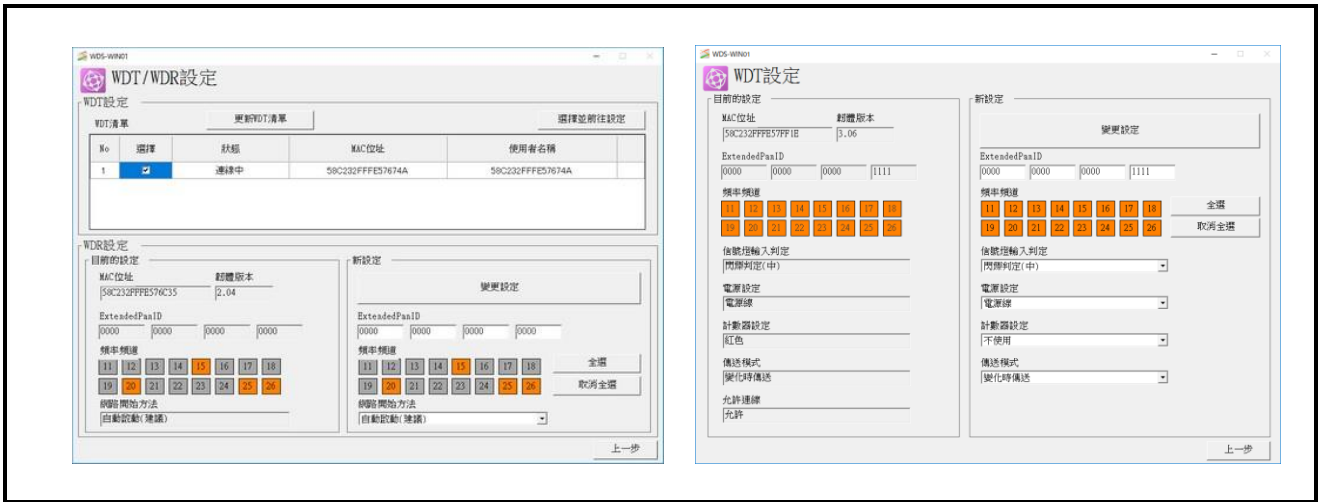 WDS-WIN01
WDT/WDR設定
WDT設定
WDT清單
更新WDT清單
選擇並前往設定
No 選擇 狀態 MAC位址 使用者名稱
1 連線中 58C232FFFE57674A 58C232FFFE57674A
WDR設定
目前的設定
MAC位址 韌體版本
58C232FFFE576C35 2.04
ExtendedPanID
0000 0000 0000 0000
頻率頻道
11 12 13 14 15 16 17 18
19 20 21 22 23 24 25 26
網路開始方法
自動啟動(建議)
新設定
變更設定
ExtendedPanID
0000 0000 0000 0000
頻率頻道
11 12 13 14 15 16 17 18
全選
19 20 21 22 23 24 25 26
取消全選
網路開始方法
自動啟動(建議)
上一步
WDS-WIN01
WDT設定
目前的設定
MAC位址 韌體版本
58C232FFFE57FF1E 3.06
ExtendedPanID
0000 0000 0000 1111
頻率頻道
11 12 13 14 15 16 17 18
19 20 21 22 23 24 25 26
信號燈輸入判定
閃爍判定(中)
電源設定
電源線
計數器設定
紅色
傳送模式
變化時傳送
允許連線
允許
新設定
變更設定
ExtendedPanID
0000 0000 0000 1111
頻率頻道
11 12 13 14 15 16 17 18
全選
19 20 21 22 23 24 25 26
取消全選
信號燈輸入判定
閃爍判定(中)
電源設定
電源線
計數器設定
不使用
傳送模式
變化時傳送
上一步